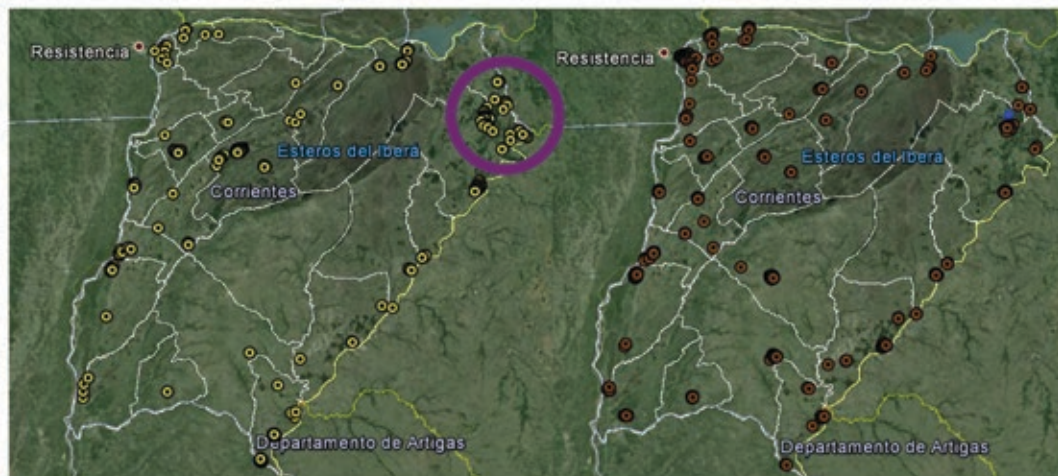 Resistencia
Esteros del Iberá
Corrientes
Departamento de Artigas
Resistencia
Esteros del Iberá
Corrientes
Departamento de Artigas